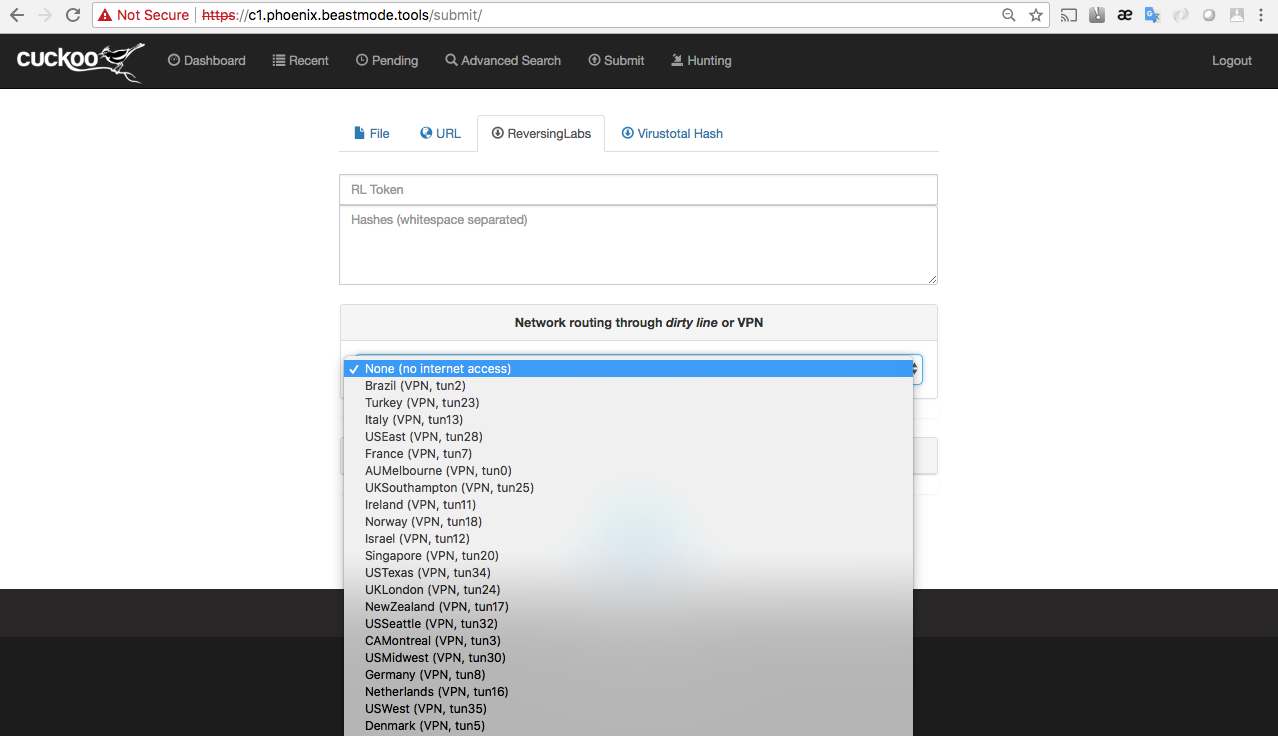 Not Secure https://c1.phoenix.beastmode.tools/submit/
cuckoo Dashboard Recent Pending Advanced Search Submit Hunting Logout
File URL ReversingLabs Virustotal Hash
RL Token
Hashes (whitespace separated)
Network routing through dirty line or VPN
None (no internet access)
Brazil (VPN, tun2)
Turkey (VPN, tun23)
Italy (VPN, tun13)
USEast (VPN, tun28)
France (VPN, tun7)
AUMelbourne (VPN, tun0)
UKSouthampton (VPN, tun25)
Ireland (VPN, tun11)
Norway (VPN, tun18)
Israel (VPN, tun12)
Singapore (VPN, tun20)
USTexas (VPN, tun34)
UKLondon (VPN, tun24)
NewZealand (VPN, tun17)
USSeattle (VPN, tun32)
CAMontreal (VPN, tun3)
USMidwest (VPN, tun30)
Germany (VPN, tun8)
Netherlands (VPN, tun16)
USWest (VPN, tun35)
Denmark (VPN, tun5)